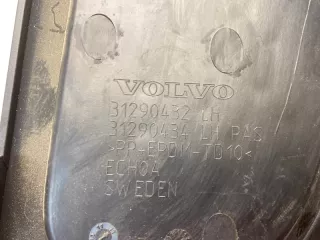 VOLVO
31290432 LH
31290434 LH PAS
>PP-EPDM-TD10<
ECHOA
SWEDEN